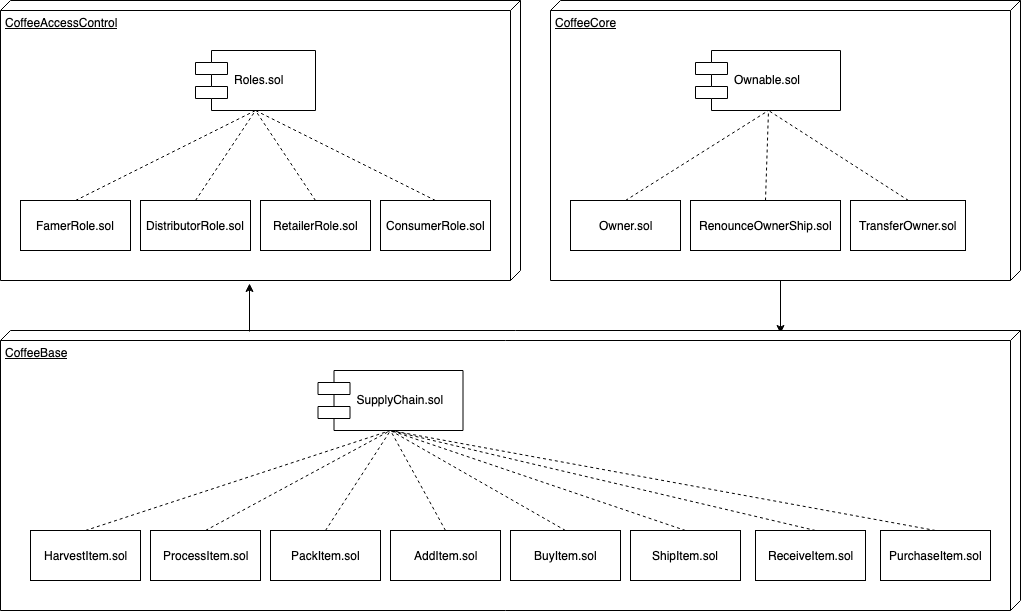 CoffeeAccessControl
CoffeeCore
Roles.sol
Ownable.sol
FamerRole.sol
DistributorRole.sol
RetailerRole.sol
ConsumerRole.sol
Owner.sol
RenounceOwnerShip.sol
TransferOwner.sol
CoffeeBase
SupplyChain.sol
HarvestItem.sol
ProcessItem.sol
PackItem.sol
AddItem.sol
BuyItem.sol
ShipItem.sol
ReceiveItem.sol
PurchaseItem.sol